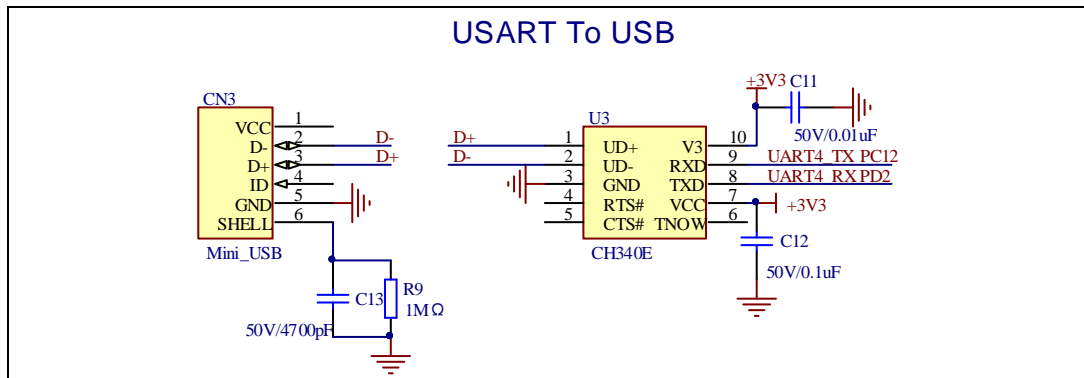 USART To USB
CN3
VCC 1
D- 2 D-
D+ 3 D+
ID 4
GND 5
SHELL 6
Mini_USB
C13
50V/4700pF
R9
1MΩ
U3
D+ 1 UD+
D- 2 UD-
3 GND
4 RTS#
5 CTS#
V3 10
RXD 9 UART4_TX PC12
TXD 8 UART4_RX PD2
VCC 7 +3V3
TNOW 6
CH340E
+3V3
C11
50V/0.01uF
C12
50V/0.1uF